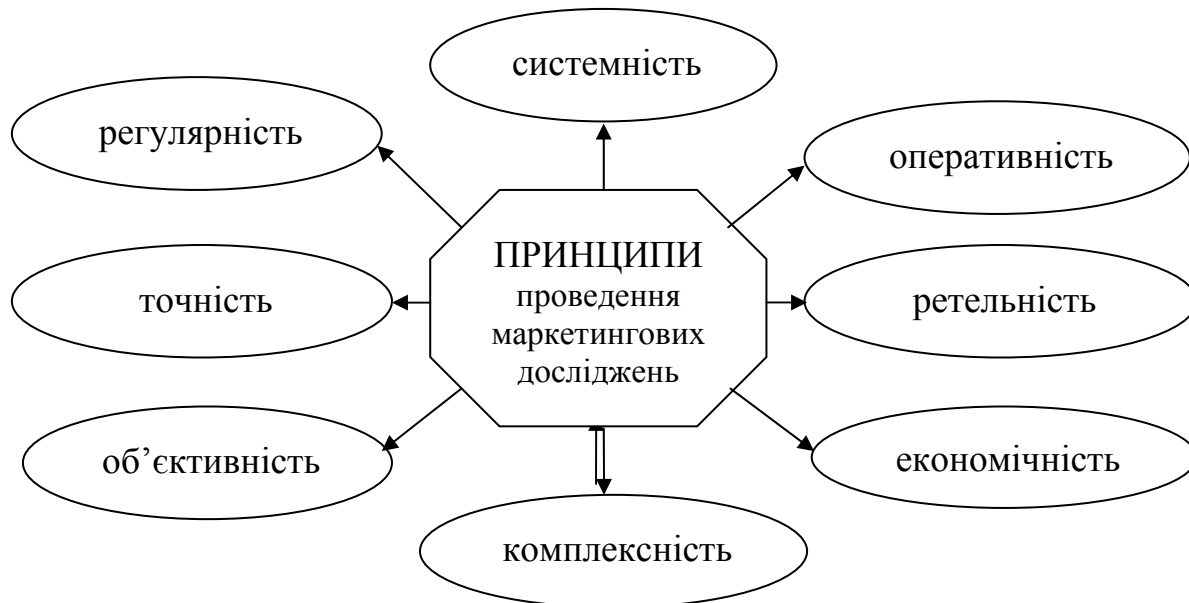 системність
регулярність
оперативність
ПРИНЦИПИ
проведення
маркетингових
досліджень
точність
ретельність
об’єктивність
економічність
комплексність